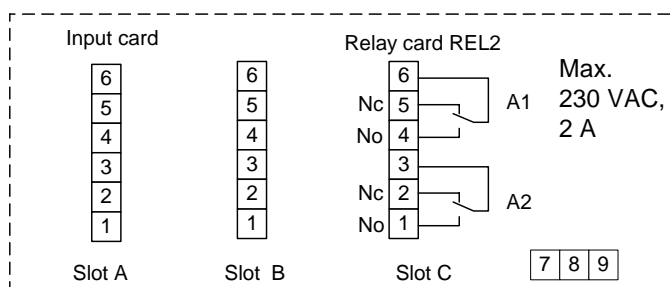 Input card
Relay card REL2
6 6 6 Max.
5 5 Nc 5 A1 230 VAC,
4 4 No 4 2 A
3 3 3
2 2 Nc 2 A2
1 1 No 1
Slot A Slot B Slot C 7 8 9